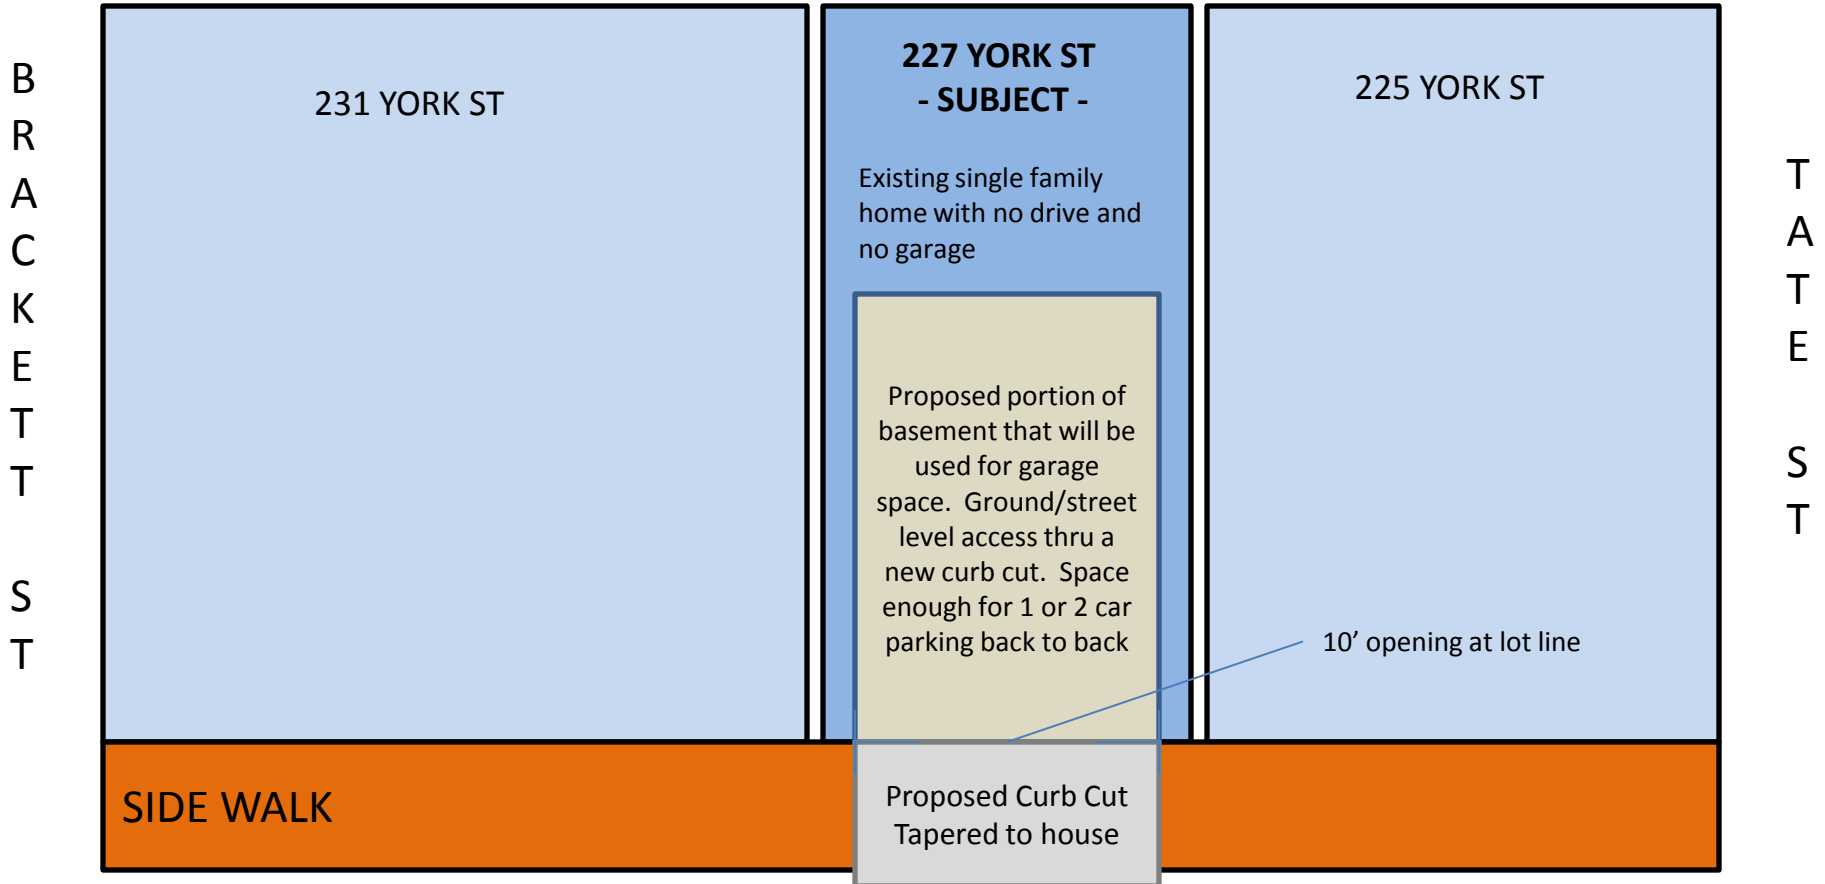 BRACKETT ST
231 YORK ST
227 YORK ST
- SUBJECT -
Existing single family
home with no drive and
no garage
225 YORK ST
TATE ST
Proposed portion of
basement that will be
used for garage
space.  Ground/street
level access thru a
new curb cut.  Space
enough for 1 or 2 car
parking back to back
10’ opening at lot line
SIDE WALK
Proposed Curb Cut
Tapered to house